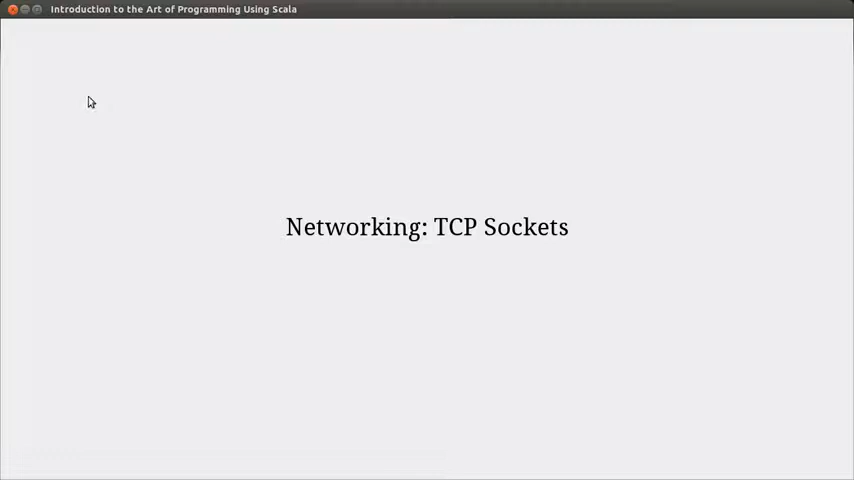 Introduction to the Art of Programming Using Scala
Networking: TCP Sockets